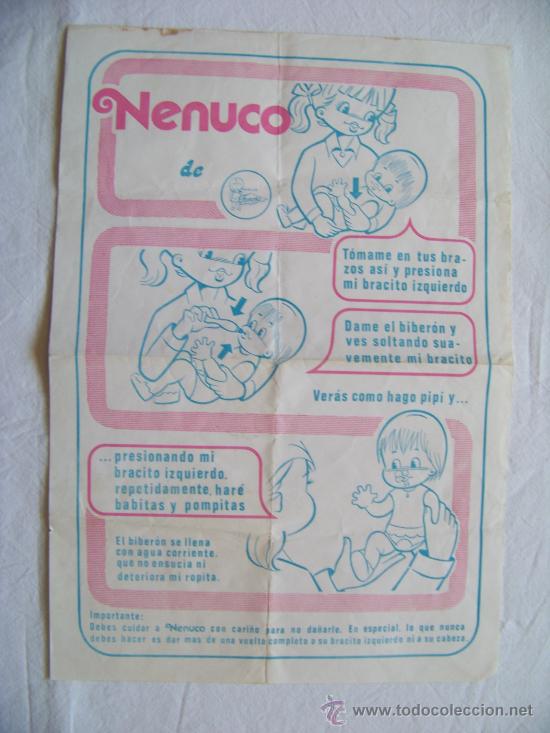 Nenuco
de
Tómame en tus bra-
zos así y presiona
mi bracito izquierdo
Dame el biberón y
ves soltando sua-
vemente mi bracito
Verás como hago pipí y...
...presionando mi
bracito izquierdo,
repetidamente, haré
babitas y pompitas
El biberón se llena
con agua corriente,
que no ensucia ni
deteriora mi ropita.
Importante:
Debes cuidar a Nenuco con cariño para no dañarle. En especial, lo que nunca
debes hacer es dar mas de una vuelta completa a su bracito izquierdo ni a su cabeza.
todocoleccion
© www.todocoleccion.net